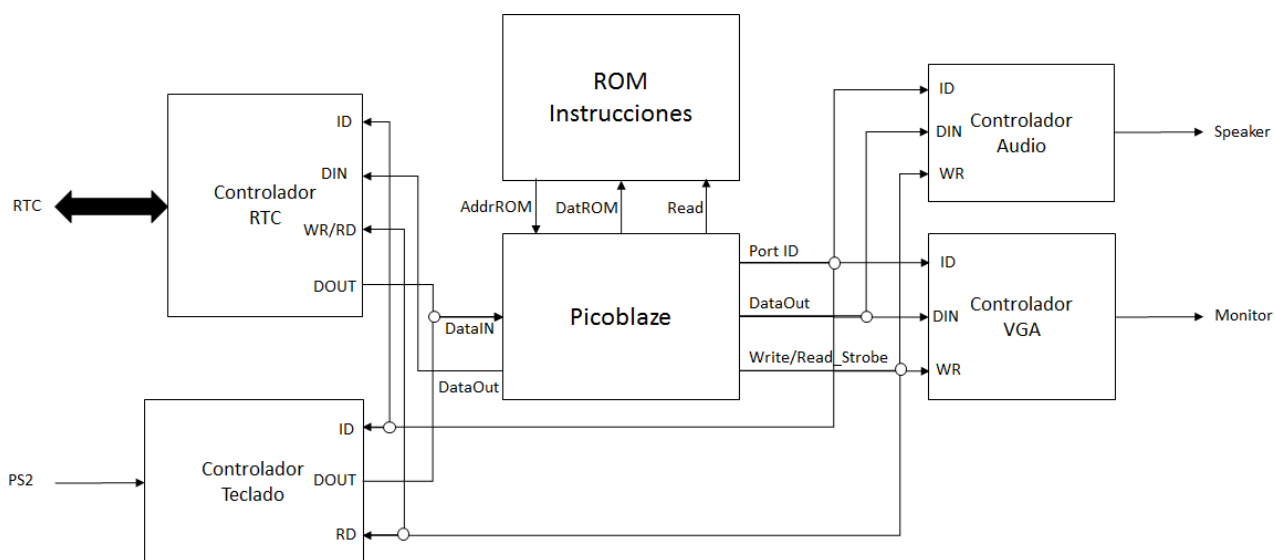 ROM
Instrucciones
ID
DIN
Controlador
RTC
WR/RD
DOUT
RTC
AddrROM
DatROM
Read
ID
DIN
WR
Controlador
Audio
Speaker
Port ID
DataOut
Write/Read_Strobe
Picoblaze
DataIN
DataOut
ID
DIN
WR
Controlador
VGA
Monitor
PS2
Controlador
Teclado
ID
DOUT
RD